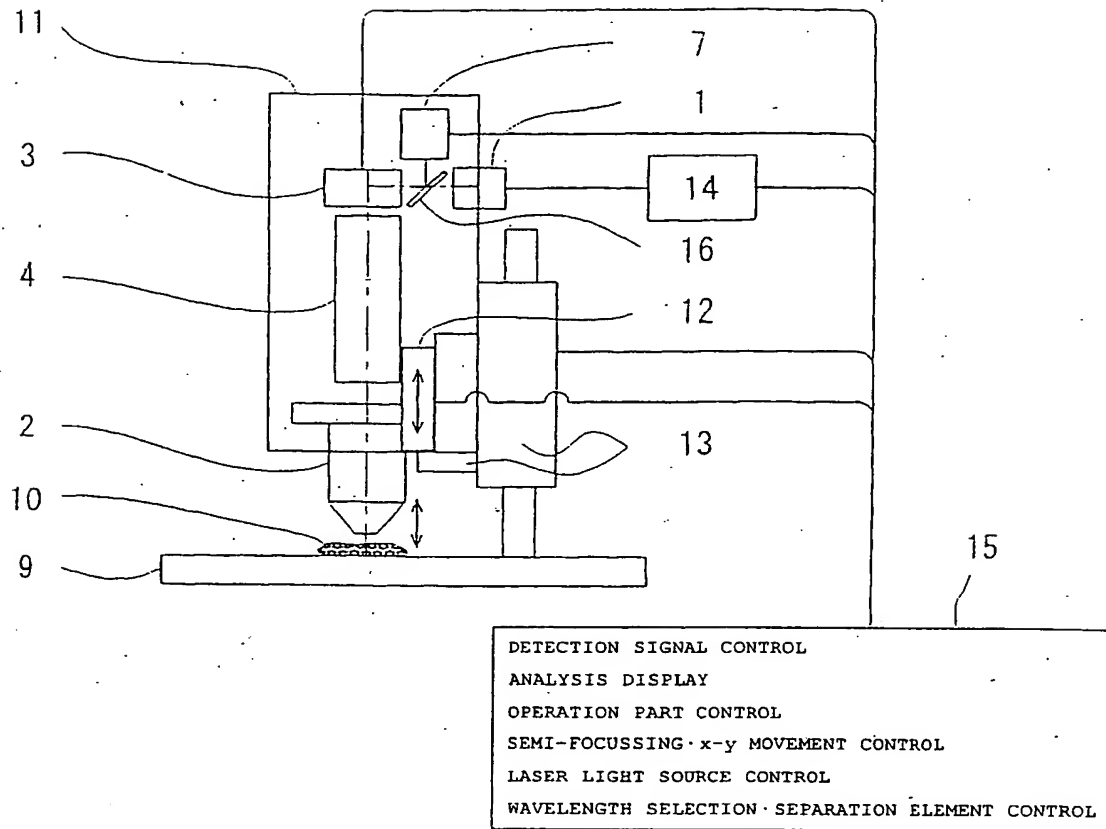 11
7
1
3
14
16
4
12
2
13
10
9
15
DETECTION SIGNAL CONTROL
ANALYSIS DISPLAY
OPERATION PART CONTROL
SEMI-FOCUSSING·x-y MOVEMENT CONTROL
LASER LIGHT SOURCE CONTROL
WAVELENGTH SELECTION·SEPARATION ELEMENT CONTROL